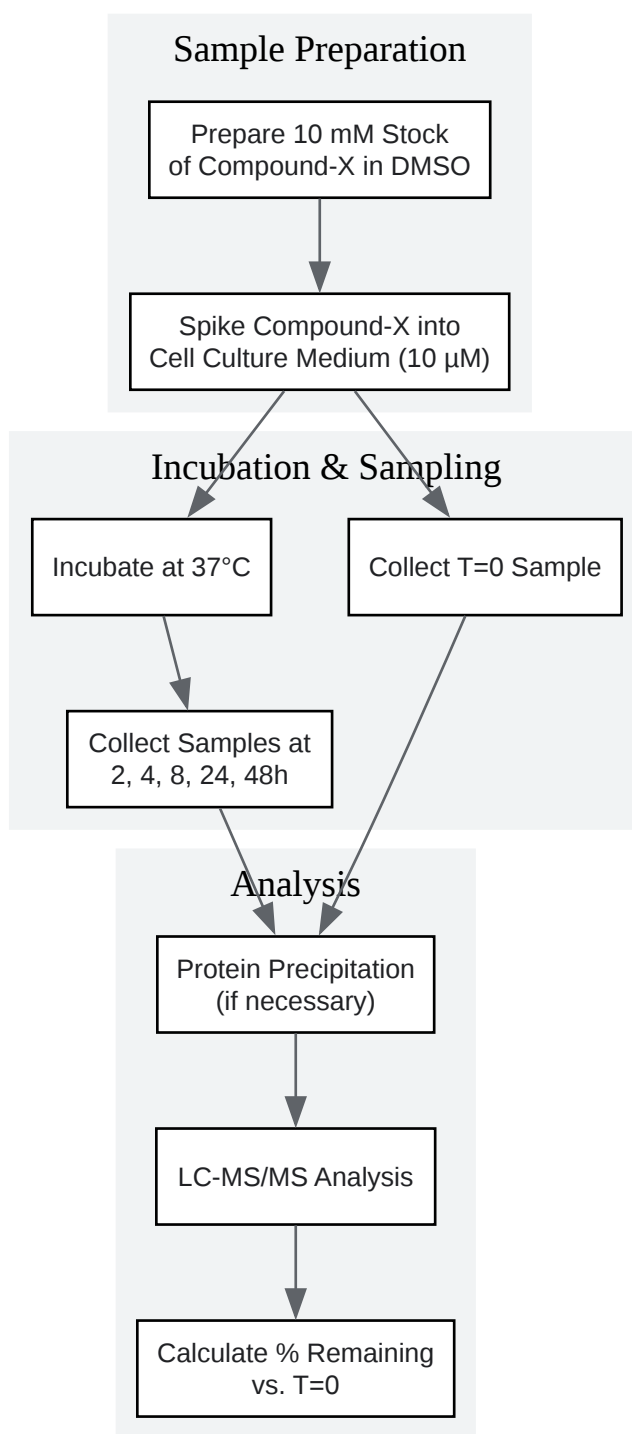 Sample Preparation
Prepare 10 mM Stock
of Compound-X in DMSO
Spike Compound-X into
Cell Culture Medium (10 µM)
Incubation & Sampling
Incubate at 37°C
Collect T=0 Sample
Collect Samples at
2, 4, 8, 24, 48h
Analysis
Protein Precipitation
(if necessary)
LC-MS/MS Analysis
Calculate % Remaining
vs. T=0